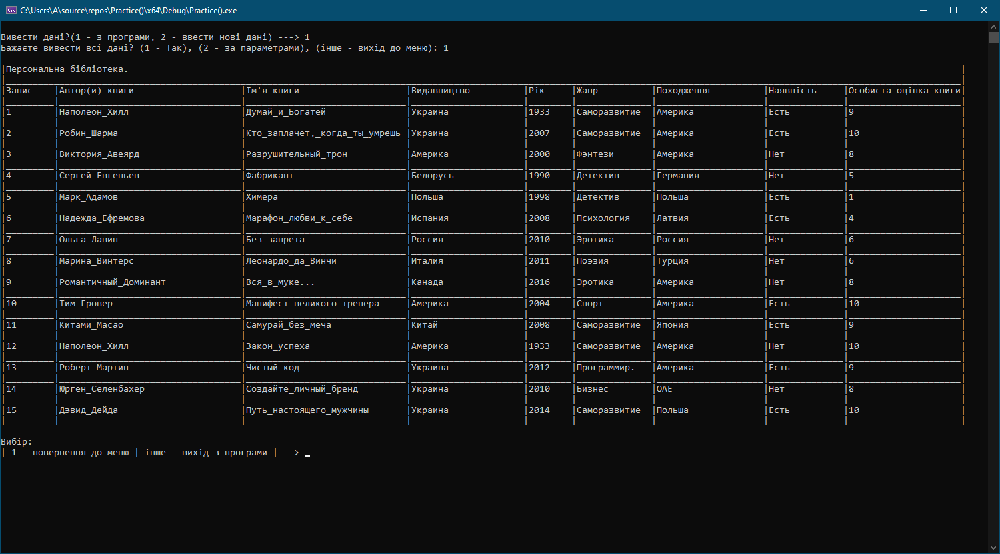 C:\Users\A\source\repos\Practice()\x64\Debug\Practice().exe
Вивести дані?(1 - з програми, 2 - ввести нові дані) ---> 1
Бажаєте вивести всі дані? (1 - Так), (2 - за параметрами), (інше - вихід до меню): 1
|Персональна бібліотека. |
|Запис |Автор(и) книги |Ім'я книги |Видавництво |Рік |Жанр |Походження |Наявність |Особиста оцінка книги|
|1 |Наполеон_Хилл |Думай_и_Богатей |Украина |1933 |Саморазвитие |Америка |Есть |9 |
|2 |Робин_Шарма |Кто_заплачет,_когда_ты_умрешь |Украина |2007 |Саморазвитие |Америка |Есть |10 |
|3 |Виктория_Авеярд |Разрушительный_трон |Америка |2000 |Фэнтези |Америка |Нет |8 |
|4 |Сергей_Евгеньев |Фабрикант |Белорусь |1990 |Детектив |Германия |Нет |5 |
|5 |Марк_Адамов |Химера |Польша |1998 |Детектив |Польша |Есть |1 |
|6 |Надежда_Ефремова |Марафон_любви_к_себе |Испания |2008 |Психология |Латвия |Есть |4 |
|7 |Ольга_Лавин |Без_запрета |Россия |2010 |Эротика |Россия |Нет |6 |
|8 |Марина_Винтерс |Леонардо_да_Винчи |Италия |2011 |Поэзия |Турция |Нет |6 |
|9 |Романтичный_Доминант |Вся_в_муке... |Канада |2016 |Эротика |Америка |Нет |8 |
|10 |Тим_Гровер |Манифест_великого_тренера |Америка |2004 |Спорт |Америка |Есть |10 |
|11 |Китами_Масао |Самурай_без_меча |Китай |2008 |Саморазвитие |Япония |Есть |9 |
|12 |Наполеон_Хилл |Закон_успеха |Америка |1933 |Саморазвитие |Америка |Нет |10 |
|13 |Роберт_Мартин |Чистый_код |Украина |2012 |Программир. |Америка |Есть |9 |
|14 |Юрген_Селенбахер |Создайте_личный_бренд |Украина |2010 |Бизнес |ОАЕ |Нет |8 |
|15 |Дэвид_Дейда |Путь_настоящего_мужчины |Украина |2014 |Саморазвитие |Польша |Есть |10 |
Вибір:
| 1 - повернення до меню | інше - вихід з програми | -->